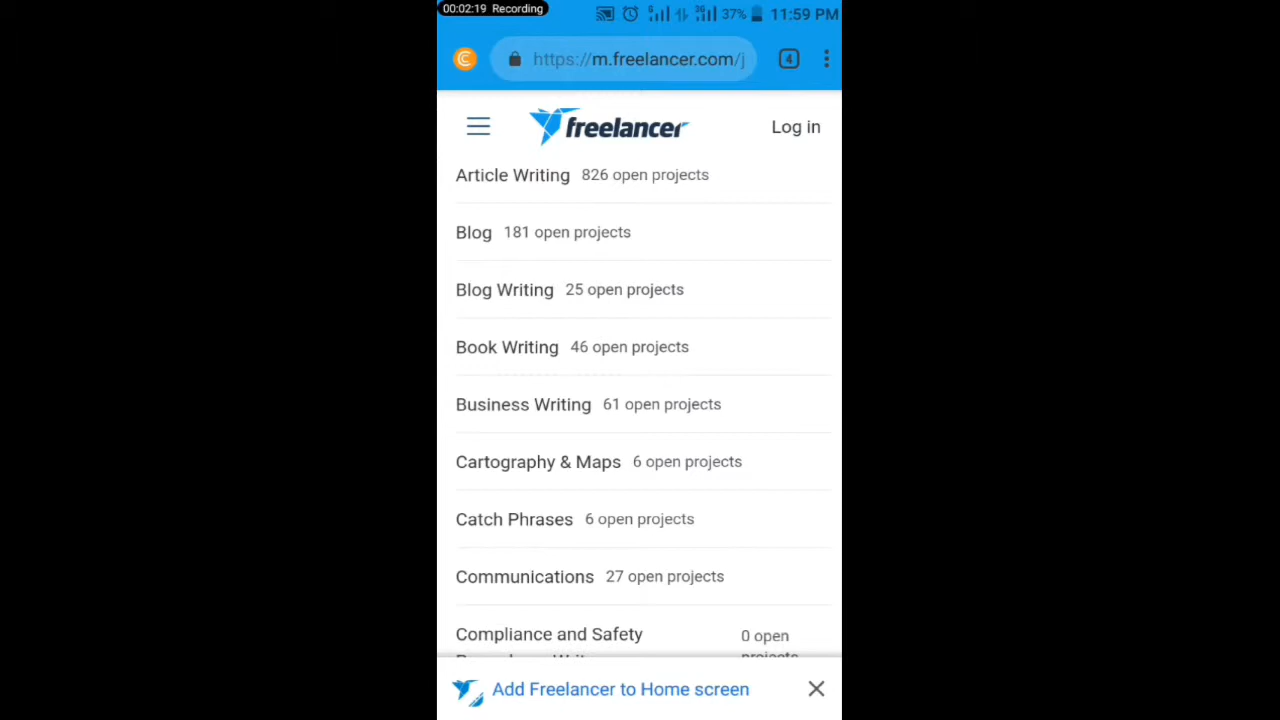 00:02:19 Recording
37% 11:59 PM
https://m.freelancer.com/j
4
freelancer
Log in
Article Writing 826 open projects
Blog 181 open projects
Blog Writing 25 open projects
Book Writing 46 open projects
Business Writing 61 open projects
Cartography & Maps 6 open projects
Catch Phrases 6 open projects
Communications 27 open projects
Compliance and Safety 0 open
projects
Add Freelancer to Home screen